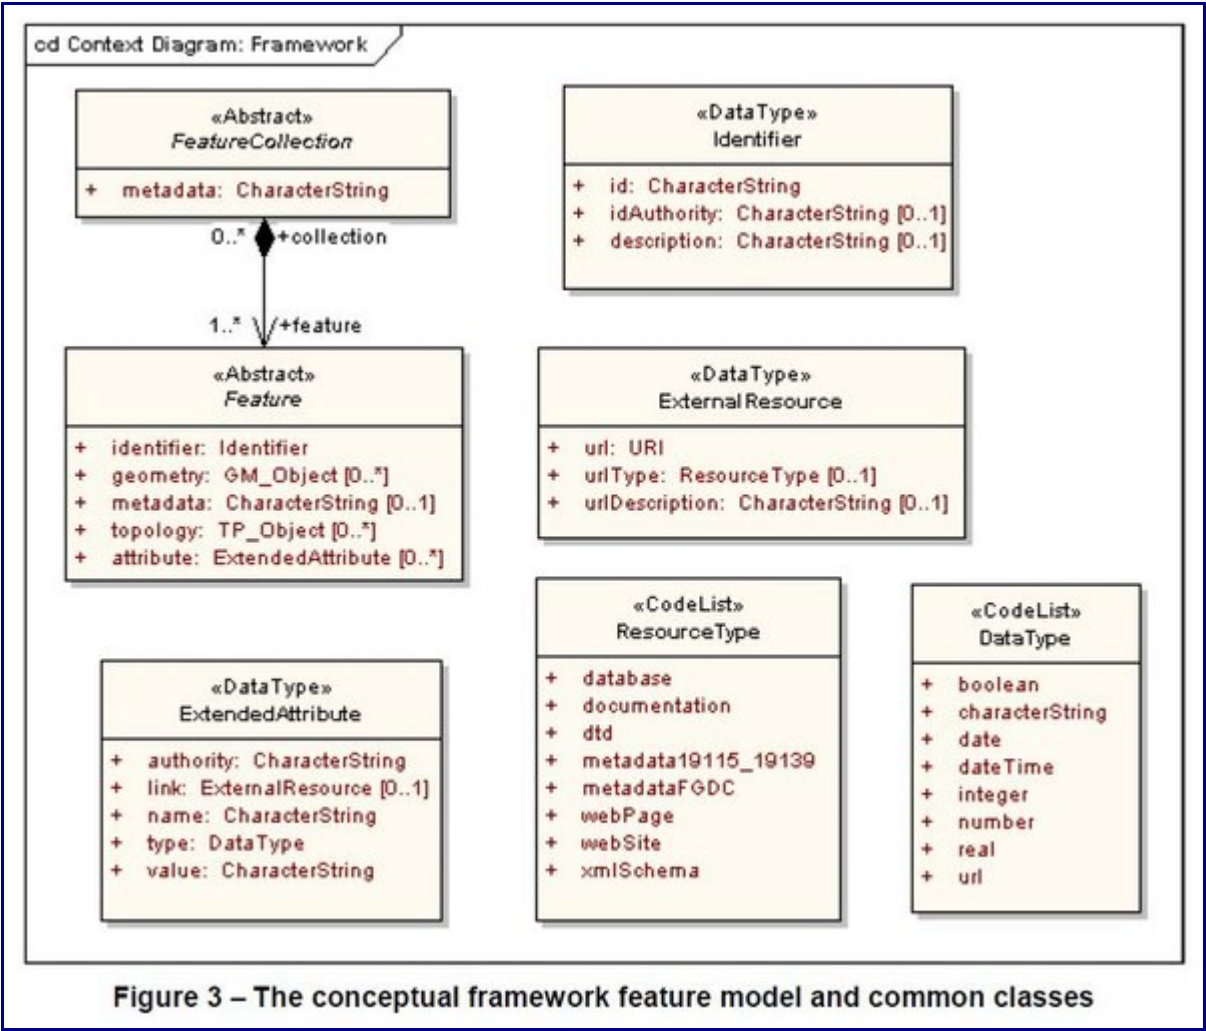 cd Context Diagram: Framework
«Abstract»
FeatureCollection
+ metadata: CharacterString
0..* +collection
1..* +feature
«Abstract»
Feature
+ identifier: Identifier
+ geometry: GM_Object [0..*]
+ metadata: CharacterString [0..1]
+ topology: TP_Object [0..*]
+ attribute: ExtendedAttribute [0..*]
«DataType»
ExtendedAttribute
+ authority: CharacterString
+ link: ExternalResource [0..1]
+ name: CharacterString
+ type: DataType
+ value: CharacterString
«DataType»
Identifier
+ id: CharacterString
+ idAuthority: CharacterString [0..1]
+ description: CharacterString [0..1]
«DataType»
ExternalResource
+ url: URI
+ urlType: ResourceType [0..1]
+ urlDescription: CharacterString [0..1]
«CodeList»
ResourceType
+ database
+ documentation
+ dtd
+ metadata19115_19139
+ metadataFGDC
+ webPage
+ webSite
+ xmlSchema
«CodeList»
DataType
+ boolean
+ characterString
+ date
+ dateTime
+ integer
+ number
+ real
+ url
Figure 3 – The conceptual framework feature model and common classes